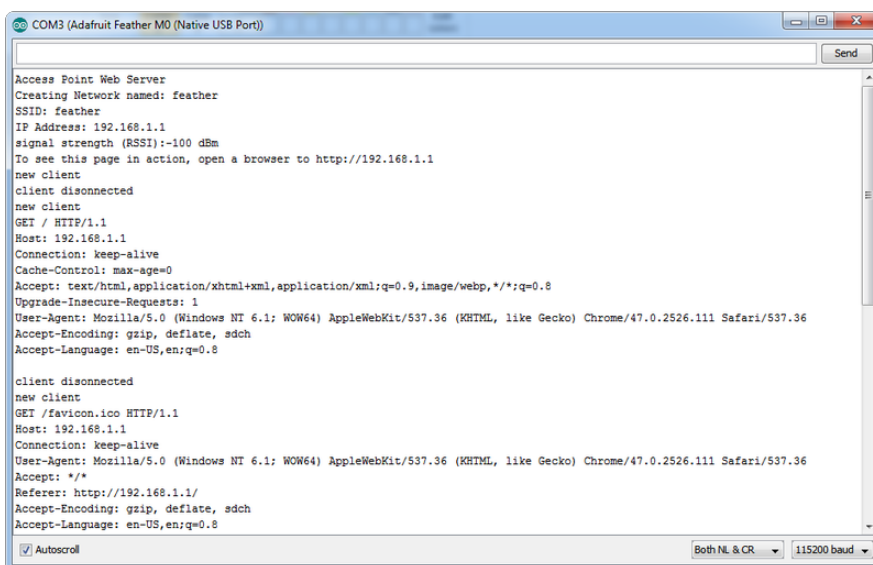 COM3 (Adafruit Feather M0 (Native USB Port))
Send
Access Point Web Server
Creating Network named: feather
SSID: feather
IP Address: 192.168.1.1
signal strength (RSSI):-100 dBm
To see this page in action, open a browser to http://192.168.1.1
new client
client disonnected
new client
GET / HTTP/1.1
Host: 192.168.1.1
Connection: keep-alive
Cache-Control: max-age=0
Accept: text/html,application/xhtml+xml,application/xml;q=0.9,image/webp,*/*;q=0.8
Upgrade-Insecure-Requests: 1
User-Agent: Mozilla/5.0 (Windows NT 6.1; WOW64) AppleWebKit/537.36 (KHTML, like Gecko) Chrome/47.0.2526.111 Safari/537.36
Accept-Encoding: gzip, deflate, sdch
Accept-Language: en-US,en;q=0.8
client disonnected
new client
GET /favicon.ico HTTP/1.1
Host: 192.168.1.1
Connection: keep-alive
User-Agent: Mozilla/5.0 (Windows NT 6.1; WOW64) AppleWebKit/537.36 (KHTML, like Gecko) Chrome/47.0.2526.111 Safari/537.36
Accept: */*
Referer: http://192.168.1.1/
Accept-Encoding: gzip, deflate, sdch
Accept-Language: en-US,en;q=0.8
Autoscroll
Both NL & CR
115200 baud